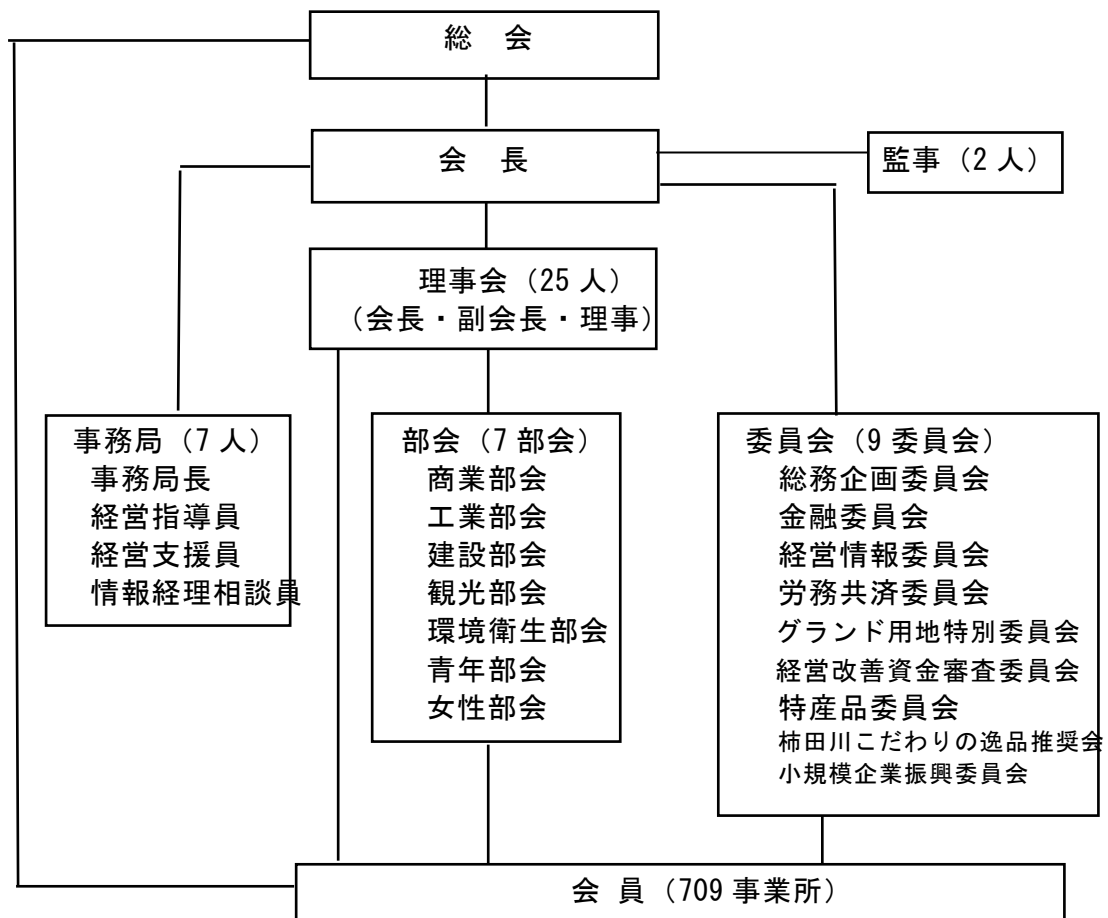 総 会
会 長
監事（2人）
理事会（25人）
（会長・副会長・理事）
事務局（7人）
事務局長
経営指導員
経営支援員
情報経理相談員
部会（7部会）
商業部会
工業部会
建設部会
観光部会
環境衛生部会
青年部会
女性部会
委員会（9委員会）
総務企画委員会
金融委員会
経営情報委員会
労務共済委員会
グランド用地特別委員会
経営改善資金審査委員会
特産品委員会
柿田川こだわりの逸品推奨会
小規模企業振興委員会
会 員（709事業所）